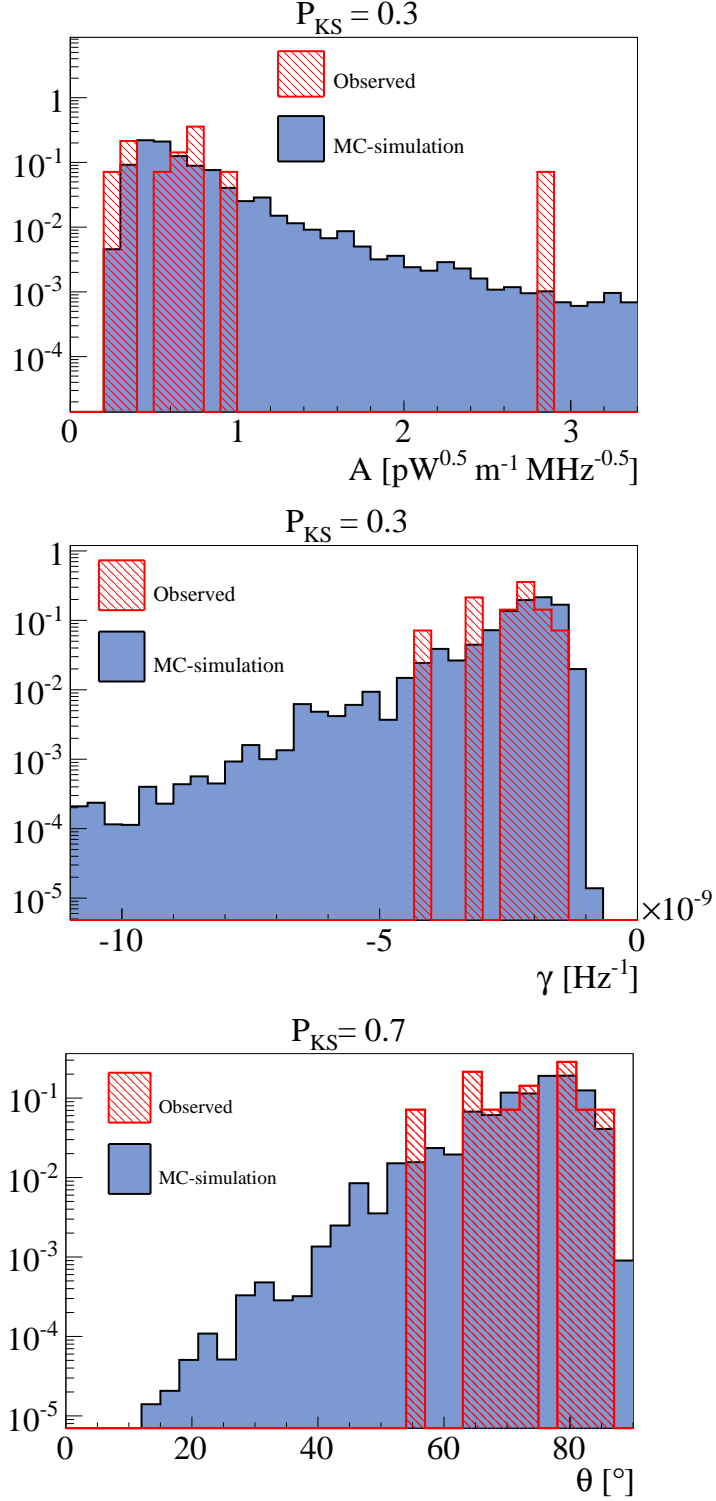 P_KS = 0.3
Observed
MC-simulation
1
10^-1
10^-2
10^-3
10^-4
0 1 2 3
A [pW^0.5 m^-1 MHz^-0.5]
P_KS = 0.3
Observed
MC-simulation
1
10^-1
10^-2
10^-3
10^-4
10^-5
-10 -5 0 ×10^-9
γ [Hz^-1]
P_KS = 0.7
Observed
MC-simulation
10^-1
10^-2
10^-3
10^-4
10^-5
0 20 40 60 80
θ [°]